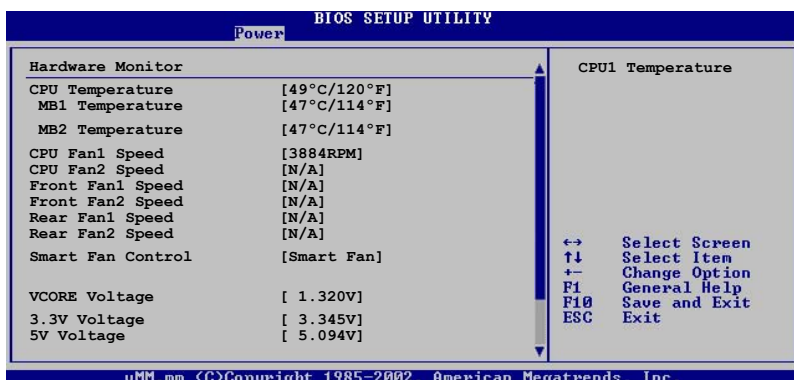 BIOS SETUP UTILITY
Power
Hardware Monitor
CPU Temperature [49°C/120°F]
MB1 Temperature [47°C/114°F]
MB2 Temperature [47°C/114°F]
CPU Fan1 Speed [3884RPM]
CPU Fan2 Speed [N/A]
Front Fan1 Speed [N/A]
Front Fan2 Speed [N/A]
Rear Fan1 Speed [N/A]
Rear Fan2 Speed [N/A]
Smart Fan Control [Smart Fan]
VCORE Voltage [ 1.320V]
3.3V Voltage [ 3.345V]
5V Voltage [ 5.094V]
CPU1 Temperature
←→ Select Screen
↑↓ Select Item
+- Change Option
F1 General Help
F10 Save and Exit
ESC Exit
(C)Copyright 1985-2002, American Megatrends, Inc